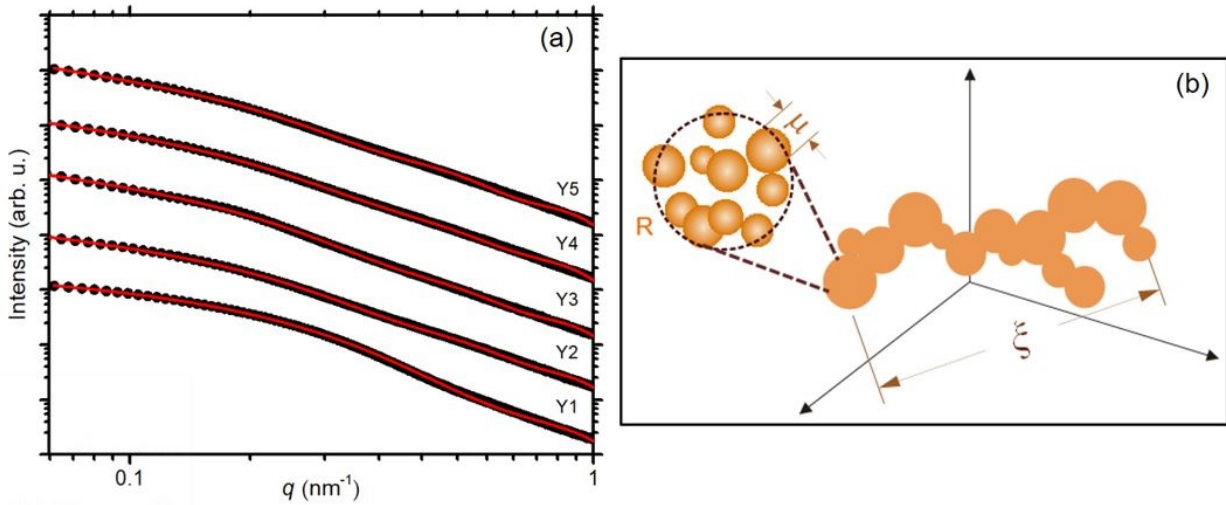 (a)
Intensity (arb. u.)
Y5
Y4
Y3
Y2
Y1
0.1
1
q (nm⁻¹)
(b)
μ
R
ξ